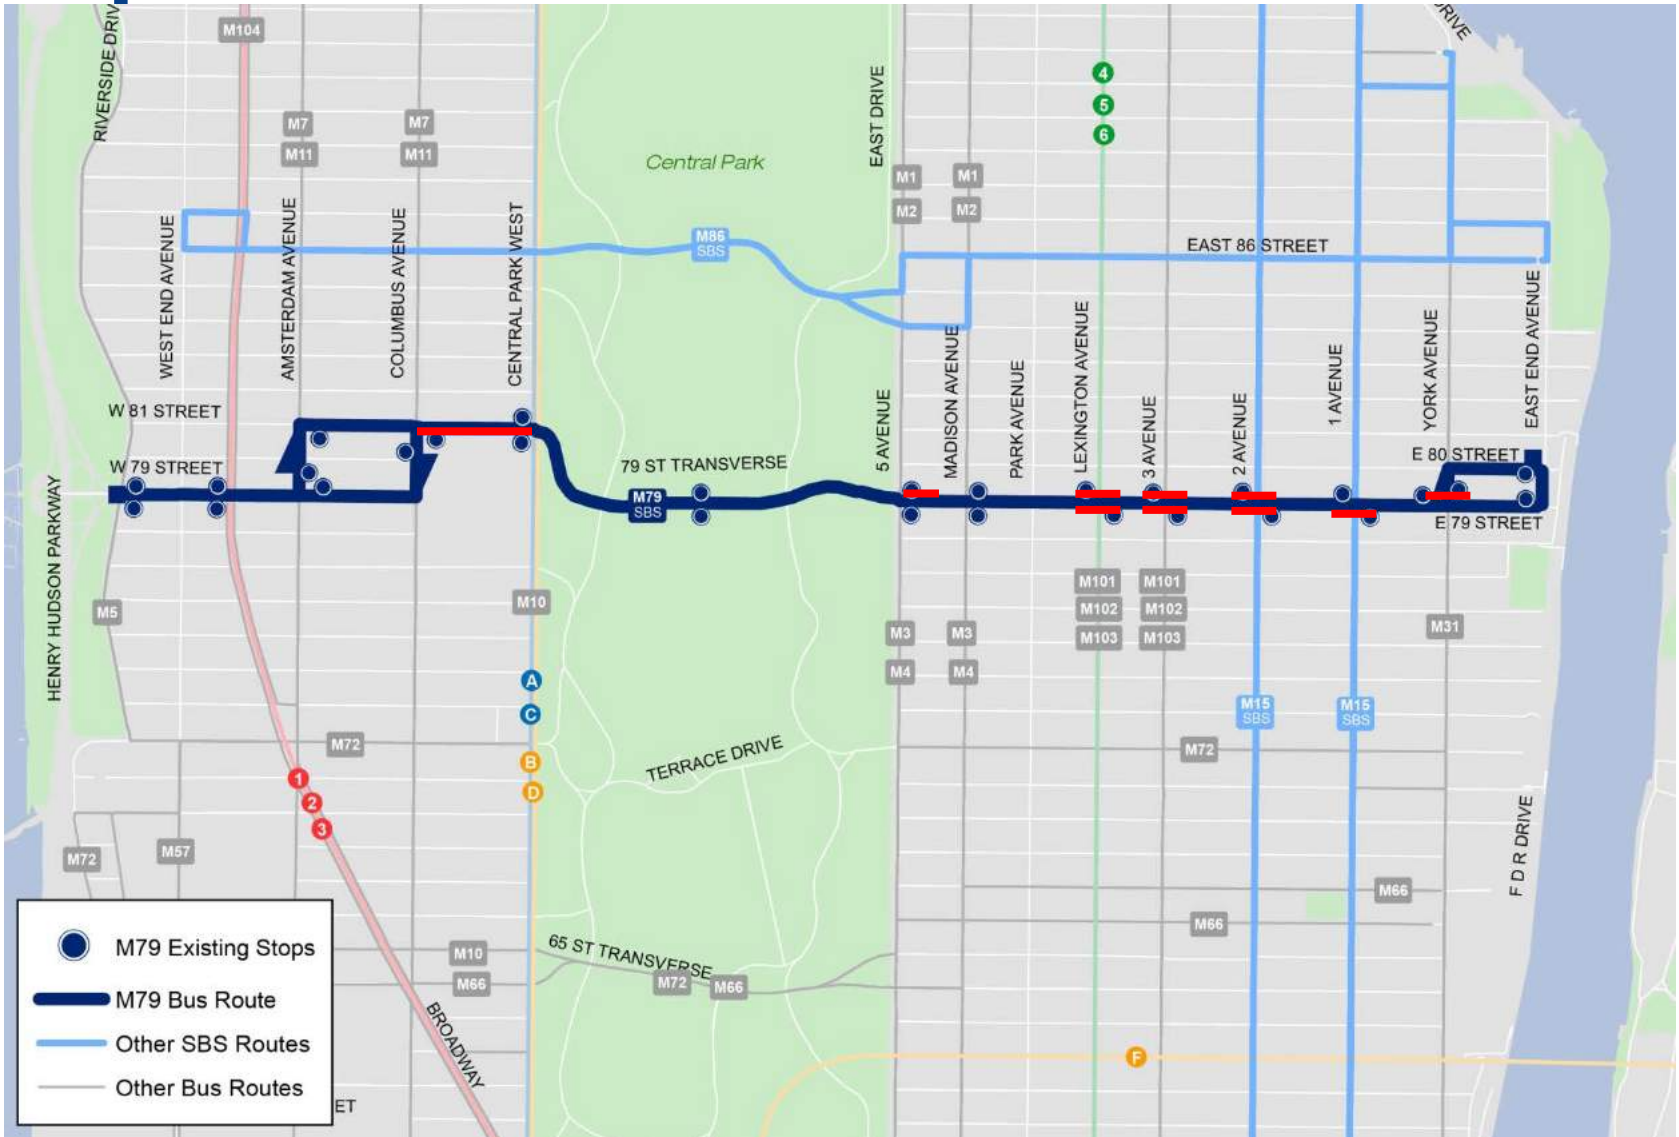 M104
RIVERSIDE DRIV
DRIVE
4
5
6
EAST DRIVE
M7
M11
M7
M11
Central Park
M1
M2
M1
M2
WEST END AVENUE
AMSTERDAM AVENUE
COLUMBUS AVENUE
CENTRAL PARK WEST
M86
SBS
EAST 86 STREET
MADISON AVENUE
PARK AVENUE
LEXINGTON AVENUE
3 AVENUE
2 AVENUE
1 AVENUE
YORK AVENUE
EAST END AVENUE
5 AVENUE
W 81 STREET
W 79 STREET
79 ST TRANSVERSE
M79
SBS
E 80 STREET
E 79 STREET
HENRY HUDSON PARKWAY
M5
M10
M101
M102
M103
M101
M102
M103
M31
M3
M4
M3
M4
A
C
B
D
M15
SBS
M15
SBS
M72
TERRACE DRIVE
M72
1
2
3
M72
M57
F D R DRIVE
M66
M66
65 ST TRANSVERSE
M10
M66
M72
M66
BROADWAY
F
M79 Existing Stops
M79 Bus Route
Other SBS Routes
Other Bus Routes
ET